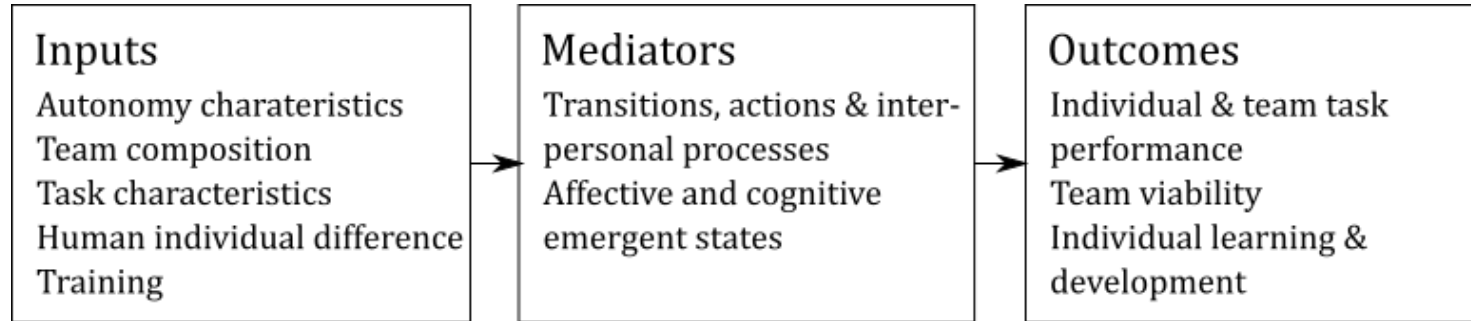 Inputs
Autonomy charateristics
Team composition
Task characteristics
Human individual difference
Training
Mediators
Transitions, actions & inter-
personal processes
Affective and cognitive
emergent states
Outcomes
Individual & team task
performance
Team viability
Individual learning &
development